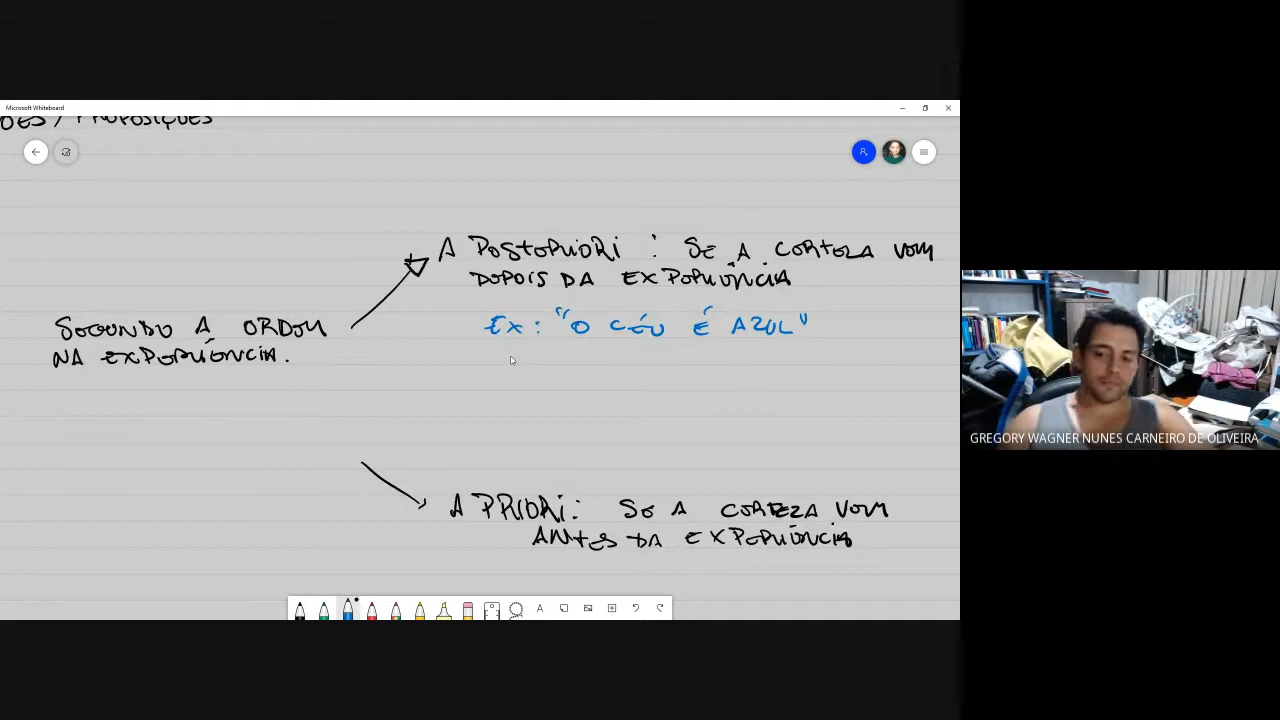 Microsoft Whiteboard
ÕES / PROPOSIÇÕES
A POSTERIORI : SE A CERTEZA VEM
DEPOIS DA EXPERIÊNCIA
EX: "O CÉU É AZUL"
SEGUNDO A ORDEM
NA EXPERIÊNCIA.
A PRIORI: SE A CERTEZA VEM
ANTES DA EXPERIÊNCIA
GREGORY WAGNER NUNES CARNEIRO DE OLIVEIRA